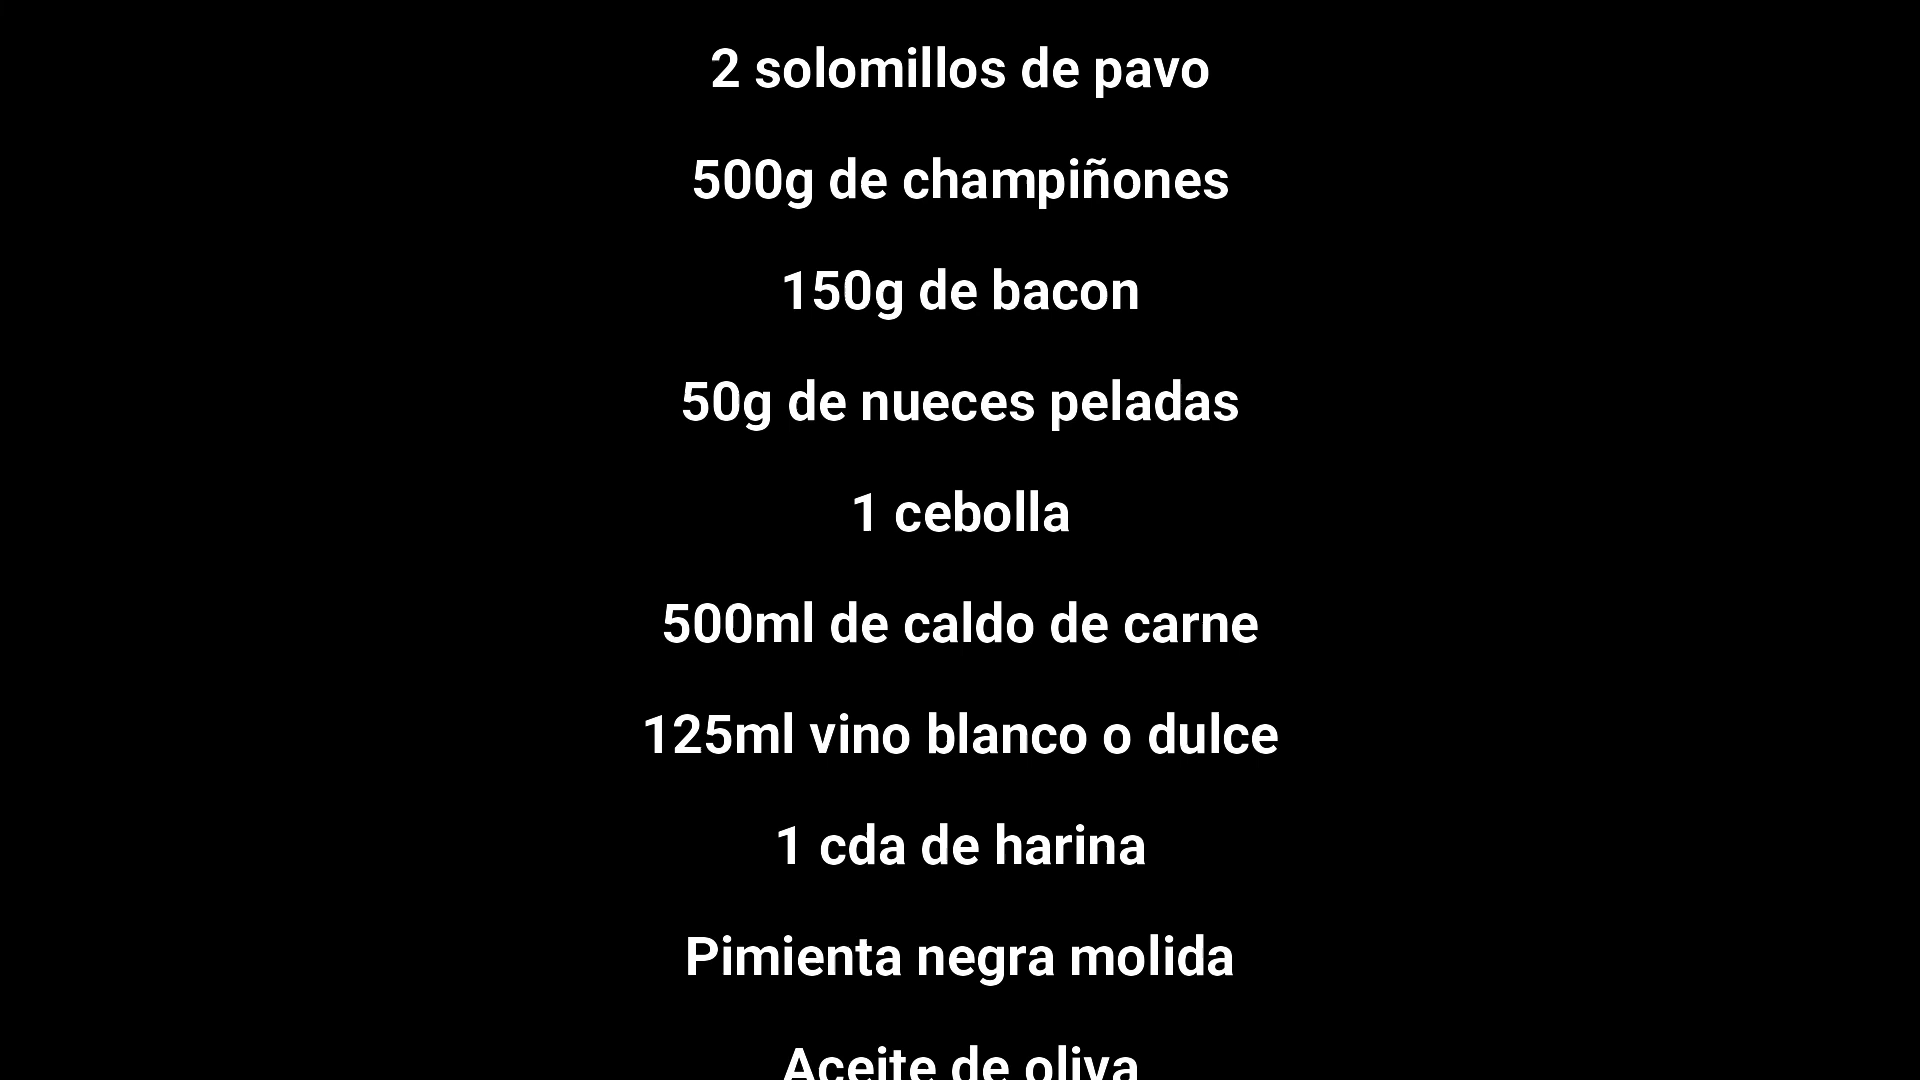 2 solomillos de pavo
500g de champiñones
150g de bacon
50g de nueces peladas
1 cebolla
500ml de caldo de carne
125ml vino blanco o dulce
1 cda de harina
Pimienta negra molida
Aceite de oliva